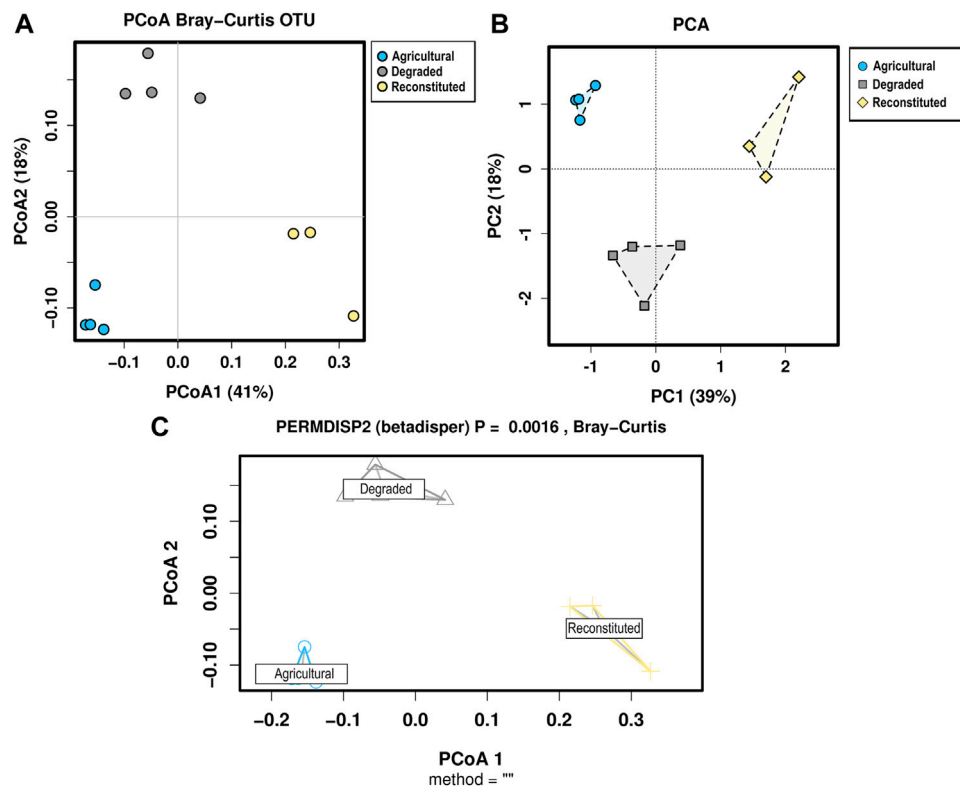 A
PCoA Bray−Curtis OTU
Agricultural
Degraded
Reconstituted
PCoA2 (18%)
0.10
0.00
−0.10
−0.1 0.0 0.1 0.2 0.3
PCoA1 (41%)
B
PCA
Agricultural
Degraded
Reconstituted
PC2 (18%)
1
0
-1
-2
-1 0 1 2
PC1 (39%)
C
PERMDISP2 (betadisper) P = 0.0016 , Bray−Curtis
PCoA 2
0.10
0.00
−0.10
Degraded
Reconstituted
Agricultural
−0.2 −0.1 0.0 0.1 0.2 0.3
PCoA 1
method = ""